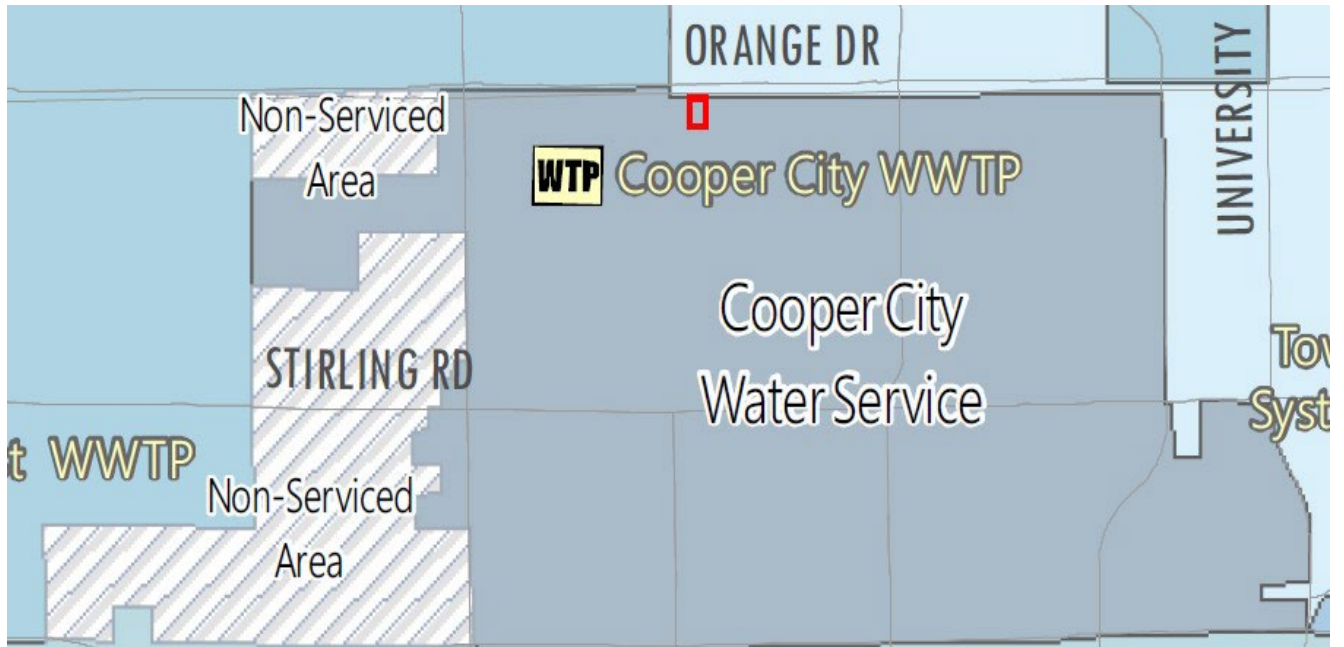 ORANGE DR
UNIVERSITY
Non-Serviced
Area
WTP Cooper City WWTP
Cooper City
Water Service
STIRLING RD
WWTP
Non-Serviced
Area